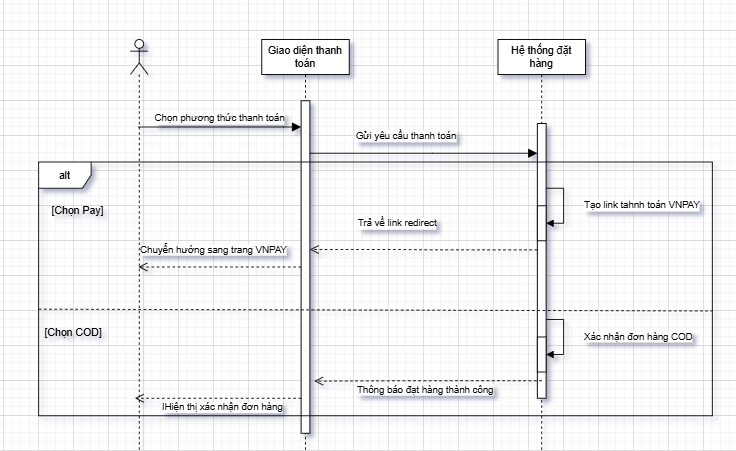 Giao diện thanh
toán
Hệ thống đặt
hàng
Chọn phương thức thanh toán
Gửi yêu cầu thanh toán
alt
[Chọn Pay]
Tạo link tahnh toán VNPAY
Trả về link redirect
Chuyển hướng sang trang VNPAY
[Chọn COD]
Xác nhận đơn hàng COD
Thông báo đạt hàng thành công
IHiện thị xác nhận đơn hàng